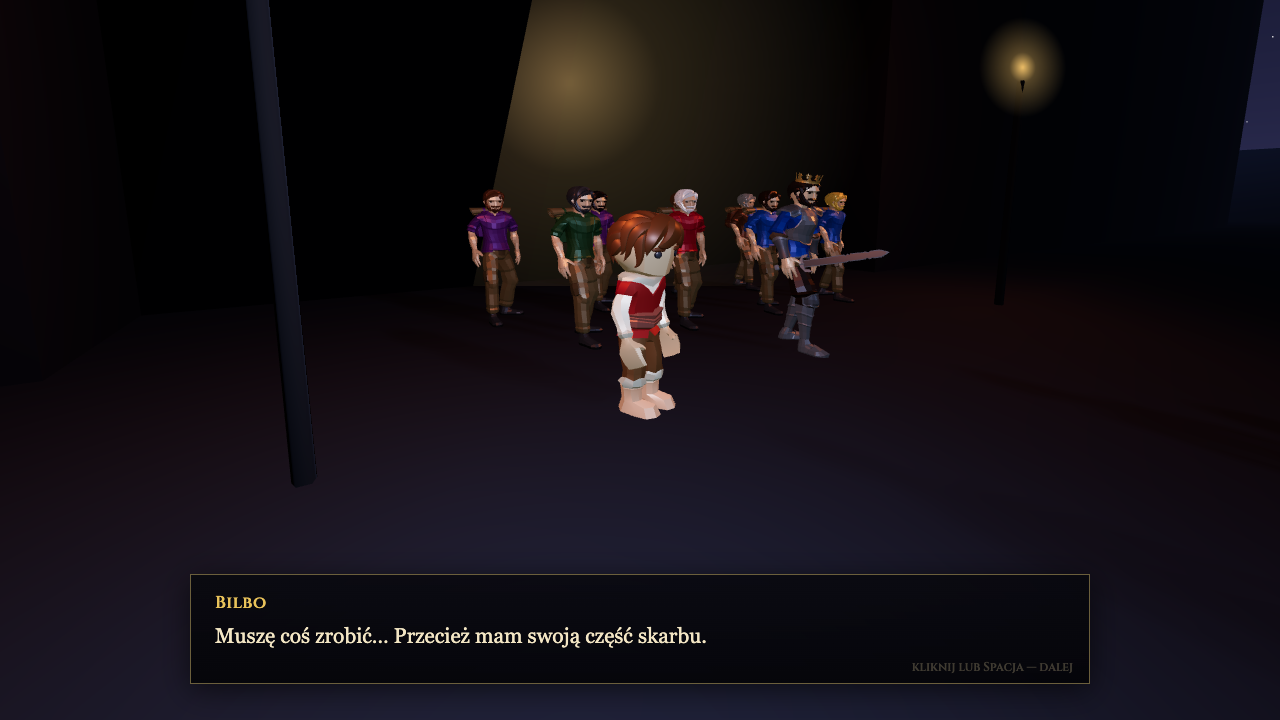 Bilbo
Muszę coś zrobić... Przecież mam swoją część skarbu.
kliknij lub Spacja — dalej